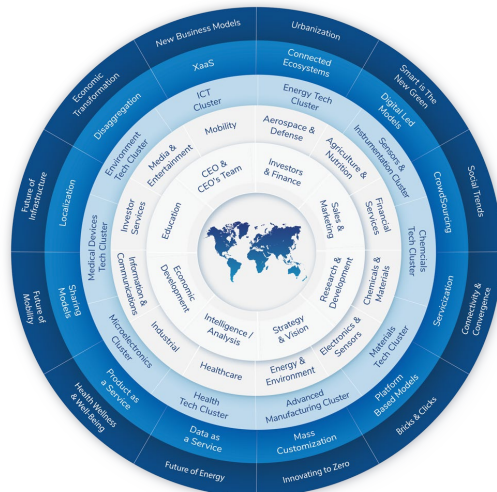 New Business Models
Urbanization
Smart is The
New Green
Social Trends
Connectivity &
Convergence
Bricks & Clicks
Innovating to Zero
Future of Energy
Health Wellness
& Well-Being
Future of
Mobility
Future of
Infrastructure
Economic
Transformation
XaaS
Connected
Ecosystems
Digital Led
Models
CrowdSourcing
Servicization
Platform
Based Models
Mass
Customization
Data as
a Service
Product as
a Service
Sharing
Models
Localization
Disaggregation
ICT
Cluster
Energy Tech
Cluster
Sensors &
Instrumentation Cluster
Chemcials
Tech Cluster
Materials
Tech Cluster
Advanced
Manufacturing Cluster
Health
Tech Cluster
Microelectronics
Cluster
Medical Devices
Tech Cluster
Environment
Tech Cluster
Mobility
Aerospace &
Defense
Agriculture &
Nutrition
Financial
Services
Chemicals &
Materials
Electronics &
Sensors
Energy &
Environment
Healthcare
Industrial
Information &
Communications
Investor
Services
Media &
Entertainment
CEO &
CEO's Team
Investors
& Finance
Sales &
Marketing
Research &
Development
Strategy
& Vision
Intelligence /
Analysis
Economic
Development
Education